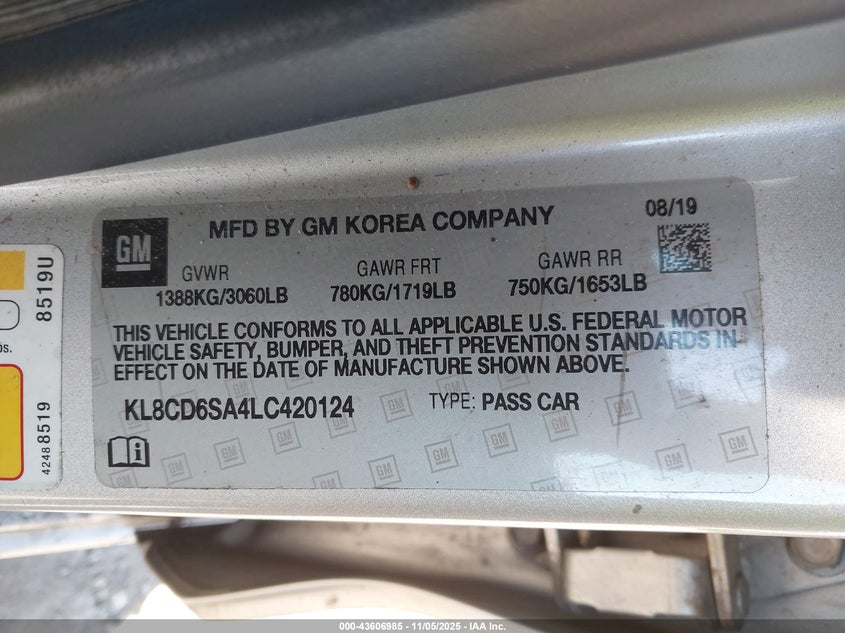 GM
MFD BY GM KOREA COMPANY
08/19
GVWR
GAWR FRT
GAWR RR
1388KG/3060LB
780KG/1719LB
750KG/1653LB
THIS VEHICLE CONFORMS TO ALL APPLICABLE U.S. FEDERAL MOTOR
VEHICLE SAFETY, BUMPER, AND THEFT PREVENTION STANDARDS IN
EFFECT ON THE DATE OF MANUFACTURE SHOWN ABOVE.
KL8CD6SA4LC420124
TYPE: PASS CAR
8519U
os.
42488519
000-43606985 - 11/05/2025 - IAA Inc.